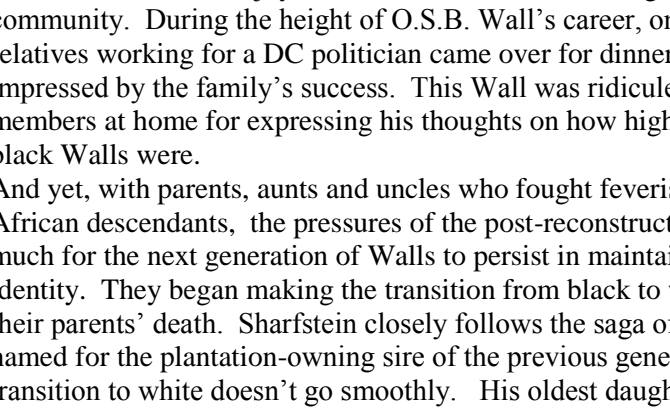 community.  During the height of O.S.B. Wall's career, on
relatives working for a DC politician came over for dinner
impressed by the family's success.  This Wall was ridicule
members at home for expressing his thoughts on how high
black Walls were.
And yet, with parents, aunts and uncles who fought feveris
African descendants,  the pressures of the post-reconstruct
much for the next generation of Walls to persist in maintai
identity.  They began making the transition from black to
their parents' death.  Sharfstein closely follows the saga of
named for the plantation-owning sire of the previous gene
transition to white doesn't go smoothly.   His oldest daugh